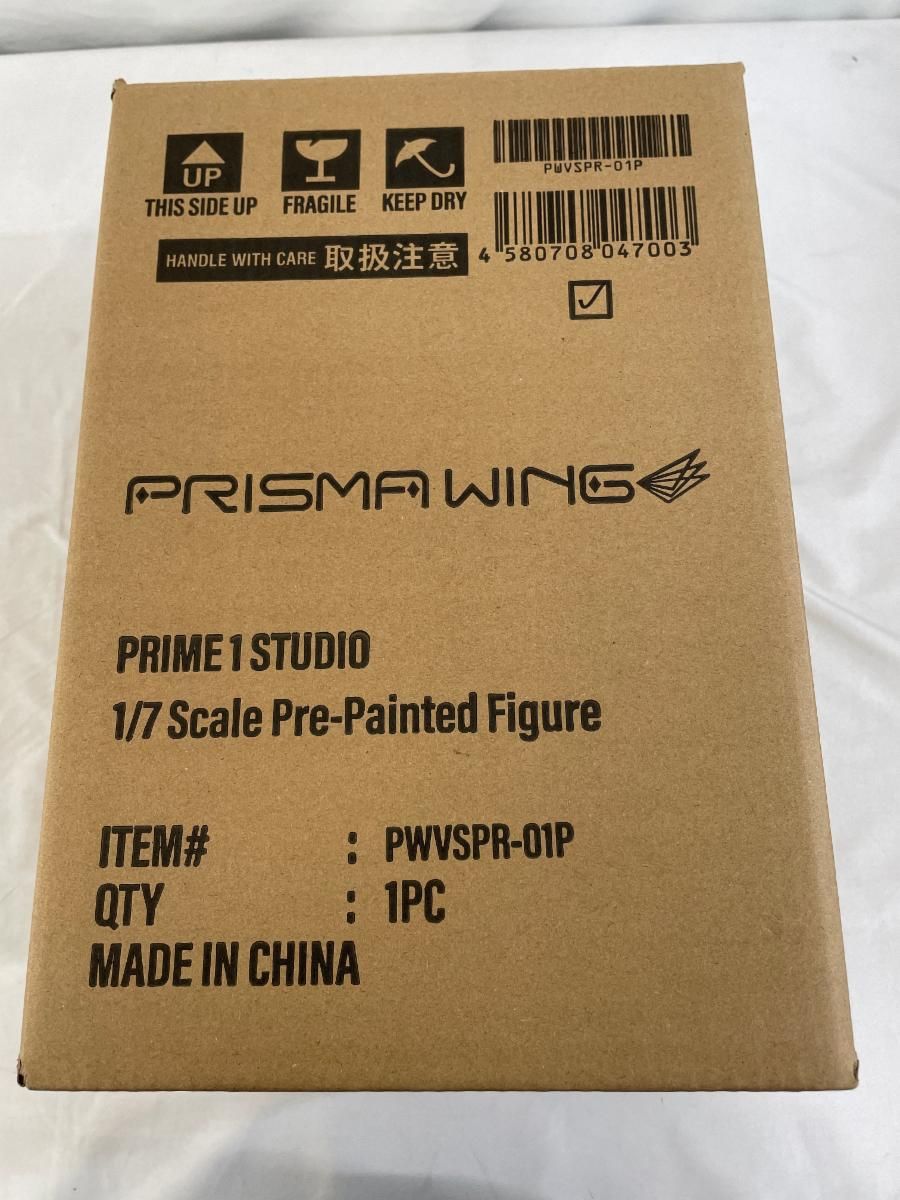 UP
THIS SIDE UP
FRAGILE
KEEP DRY
PWVSPR-01P
HANDLE WITH CARE 取扱注意
4 580708 047003
PRISMA WING
PRIME 1 STUDIO
1/7 Scale Pre-Painted Figure
ITEM# : PWVSPR-01P
QTY : 1PC
MADE IN CHINA